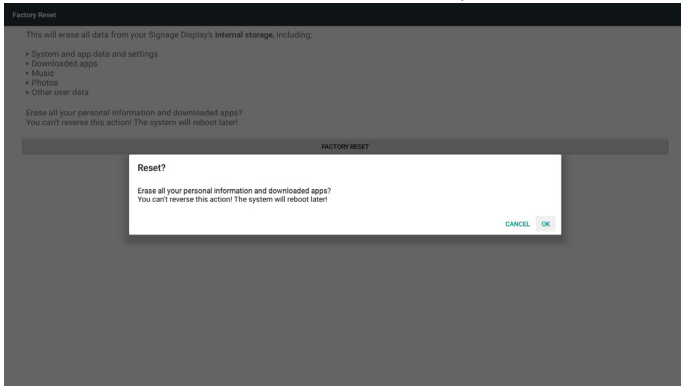 Factory Reset
This will erase all data from your Signage Display's internal storage, including:
• System and app data and settings
• Downloaded apps
• Music
• Photos
• Other user data
Erase all your personal information and downloaded apps?
You can't reverse this action! The system will reboot later!
FACTORY RESET
Reset?
Erase all your personal information and downloaded apps?
You can't reverse this action! The system will reboot later!
CANCEL OK